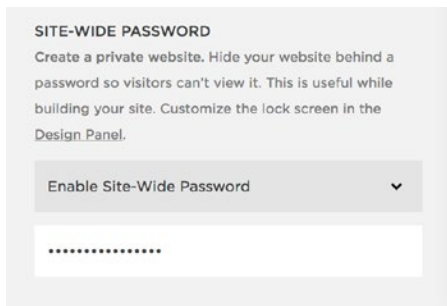 SITE-WIDE PASSWORD
Create a private website. Hide your website behind a
password so visitors can't view it. This is useful while
building your site. Customize the lock screen in the
Design Panel.
Enable Site-Wide Password
••••••••••••••••